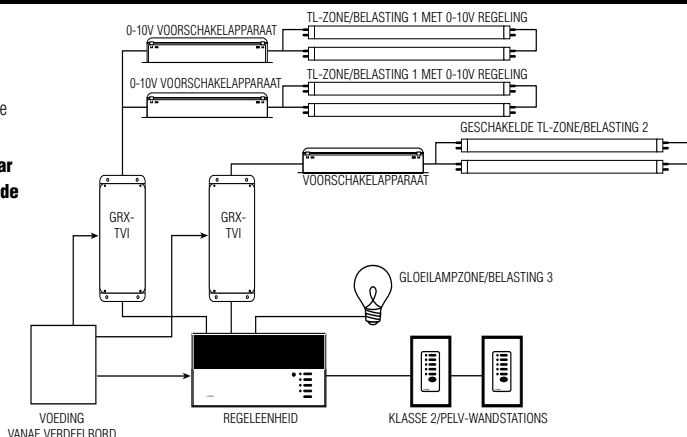 TL-ZONE/BELASTING 1 MET 0-10V REGELING
0-10V VOORSCHAKELAPPARAAT
TL-ZONE/BELASTING 1 MET 0-10V REGELING
0-10V VOORSCHAKELAPPARAAT
e
GESCHAKELDE TL-ZONE/BELASTING 2
ar
de
VOORSCHAKELAPPARAAT
GRX-
TVI
GRX-
TVI
GLOEILAMPZONE/BELASTING 3
VOEDING
VANAF VERDEELBORD
REGELEENHEID
KLASSE 2/PELV-WANDSTATIONS